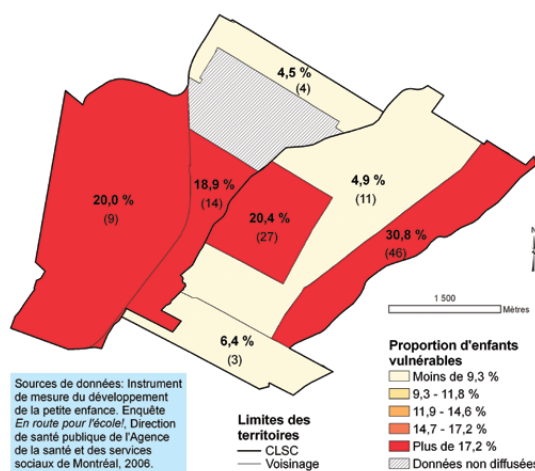 4,5 %
(4)
4,9 %
(11)
18,9 %
(14)
20,0 %
(9)
20,4 %
(27)
30,8 %
(46)
6,4 %
(3)
N
1 500
Mètres
Proportion d'enfants
vulnérables
Moins de 9,3 %
9,3 - 11,8 %
11,9 - 14,6 %
14,7 - 17,2 %
Plus de 17,2 %
Données non diffusées
Limites des
territoires
CLSC
Voisinage
Sources de données: Instrument
de mesure du développement
de la petite enfance. Enquête
En route pour l'école!, Direction
de santé publique de l'Agence
de la santé et des services
sociaux de Montréal, 2006.